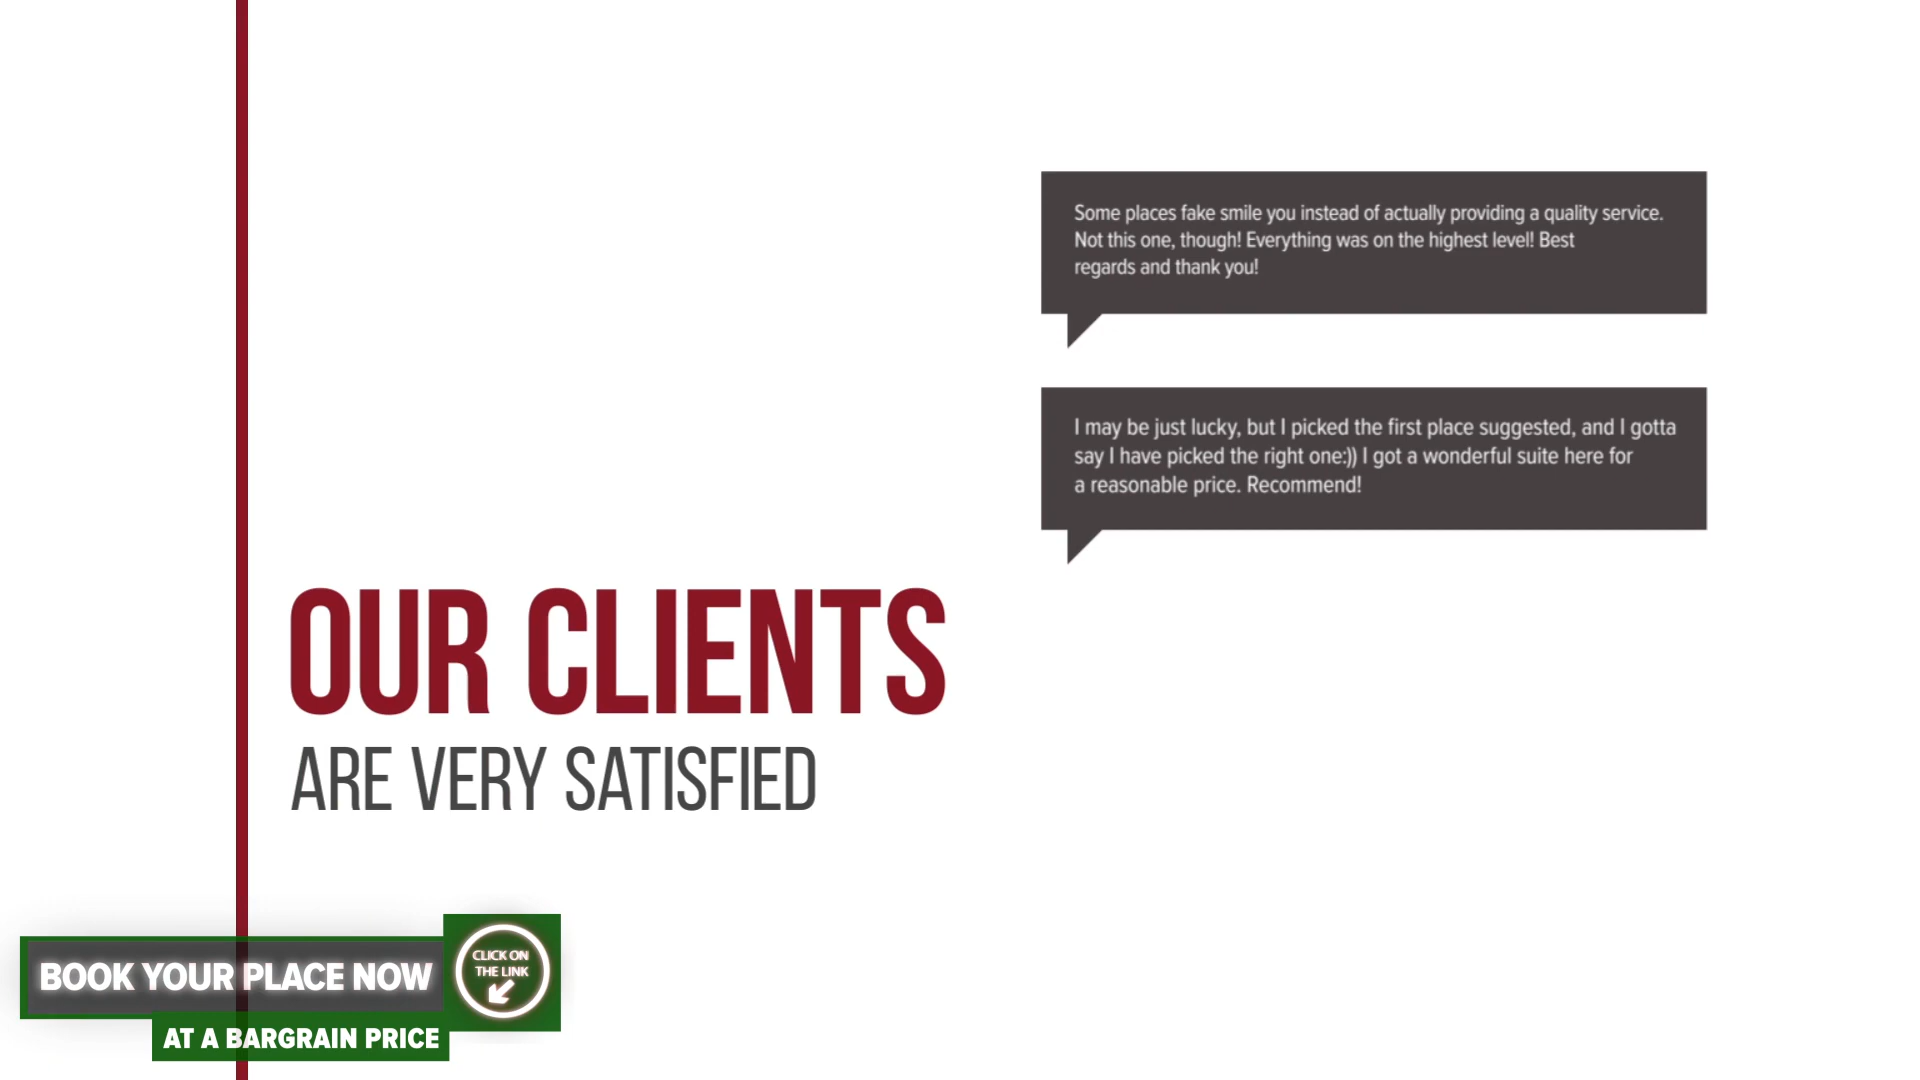 Some places fake smile you instead of actually providing a quality service.
Not this one, though! Everything was on the highest level! Best
regards and thank you!
I may be just lucky, but I picked the first place suggested, and I gotta
say I have picked the right one:)) I got a wonderful suite here for
a reasonable price. Recommend!
OUR CLIENTS
ARE VERY SATISFIED
BOOK YOUR PLACE NOW
CLICK ON
THE LINK
AT A BARGRAIN PRICE